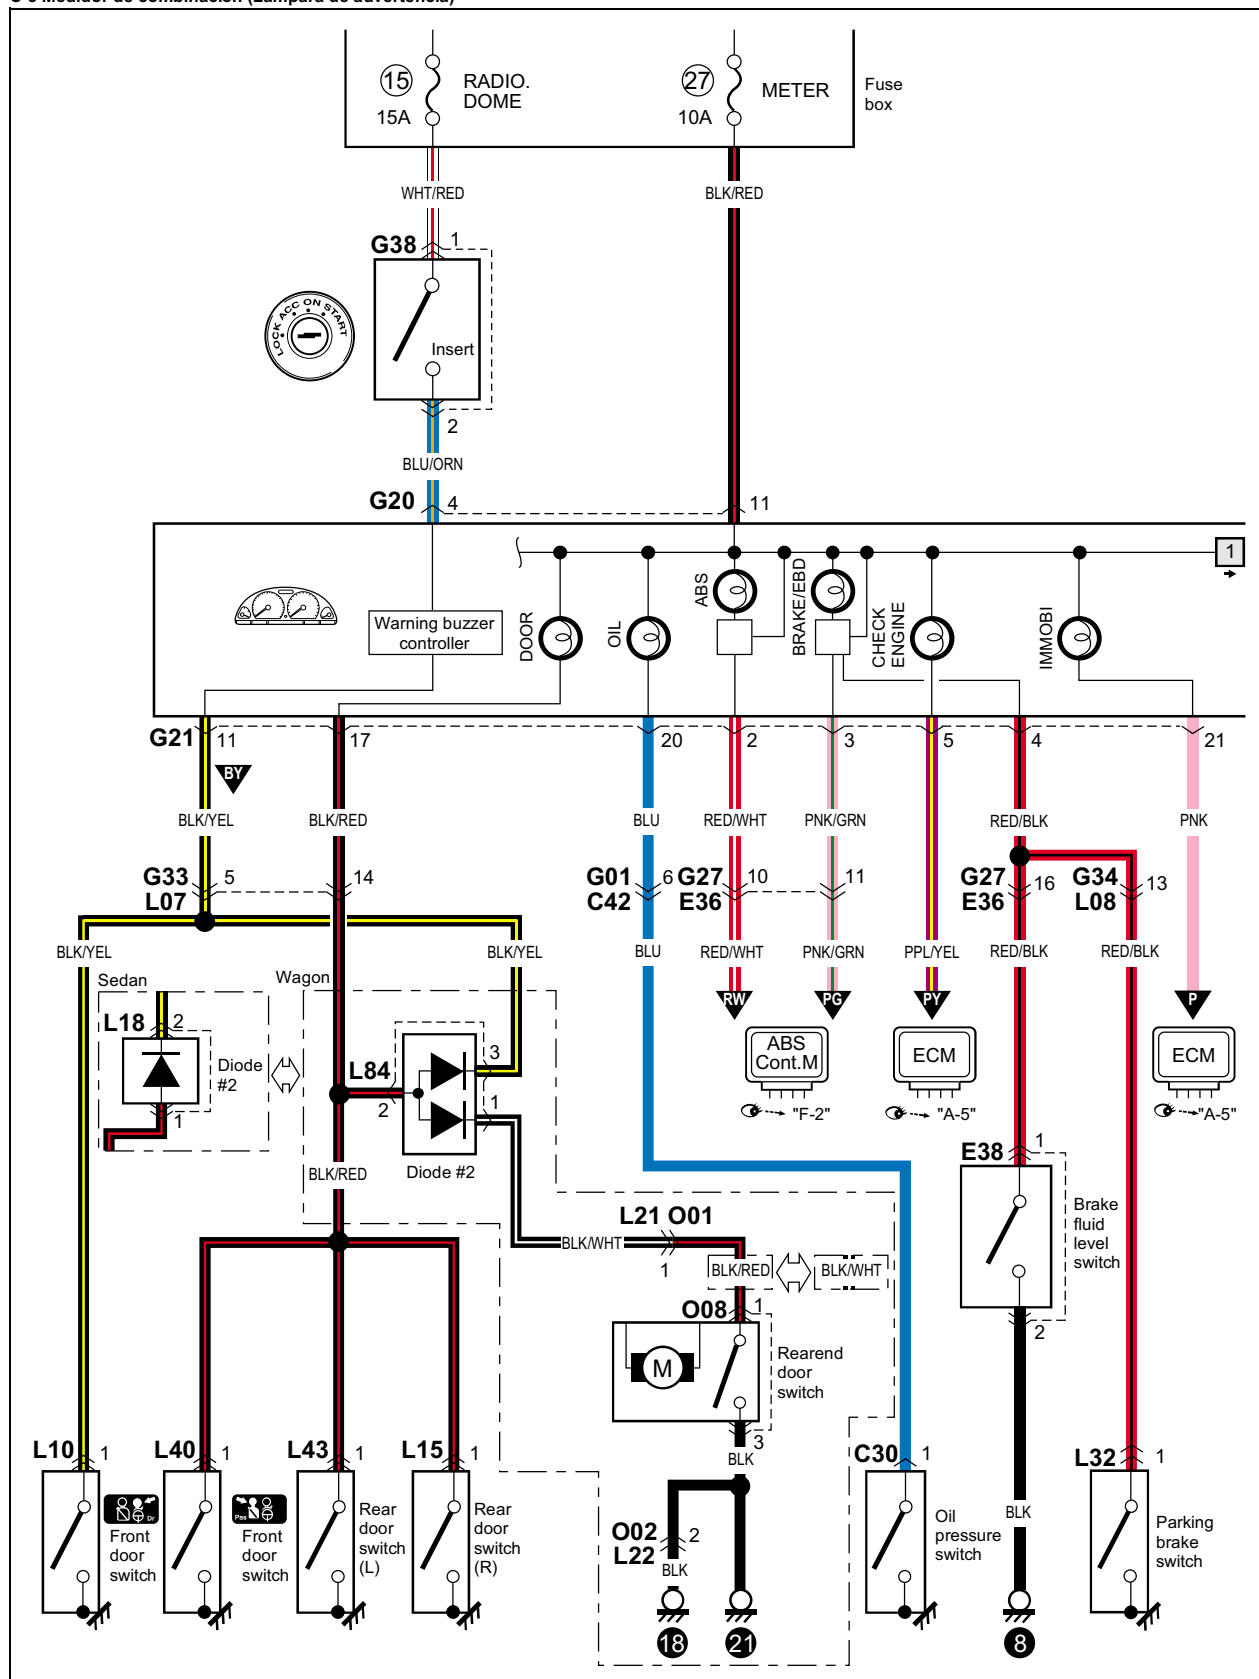 C-5 Medidor de combinación (Lámpara de advertencia)
15 RADIO. DOME
15A
27 METER
10A
Fuse box
WHT/RED
BLK/RED
G38 1
LOCK ACC ON START
Insert
2
BLU/ORN
G20 4
11
1
Warning buzzer controller
DOOR
OIL
ABS
BRAKE/EBD
CHECK ENGINE
IMMOBI
G21 11 17 20 2 3 5 4 21
BY
BLK/YEL BLK/RED BLU RED/WHT PNK/GRN RED/BLK PNK
G33 5 14
L07
G01 6
C42
G27 10 11
E36
G27 16
E36
G34 13
L08
BLK/YEL BLK/YEL BLU RED/WHT PNK/GRN PPL/YEL RED/BLK RED/BLK
Sedan
Wagon
RW PG PY P
L18 2
Diode #2
1
L84
2
3
1
Diode #2
ABS Cont.M
"F-2"
ECM
"A-5"
ECM
"A-5"
BLK/RED
E38 1
Brake fluid level switch
2
L21 O01
BLK/WHT
1
BLK/RED BLK/WHT
O08 1
M
Rearend door switch
3
BLK
L10 1
L40 1
L43 1
L15 1
C30 1
L32 1
Dr
Front door switch
Pas
Front door switch
Rear door switch (L)
Rear door switch (R)
O02 2
L22
BLK
18
21
Oil pressure switch
BLK
8
Parking brake switch